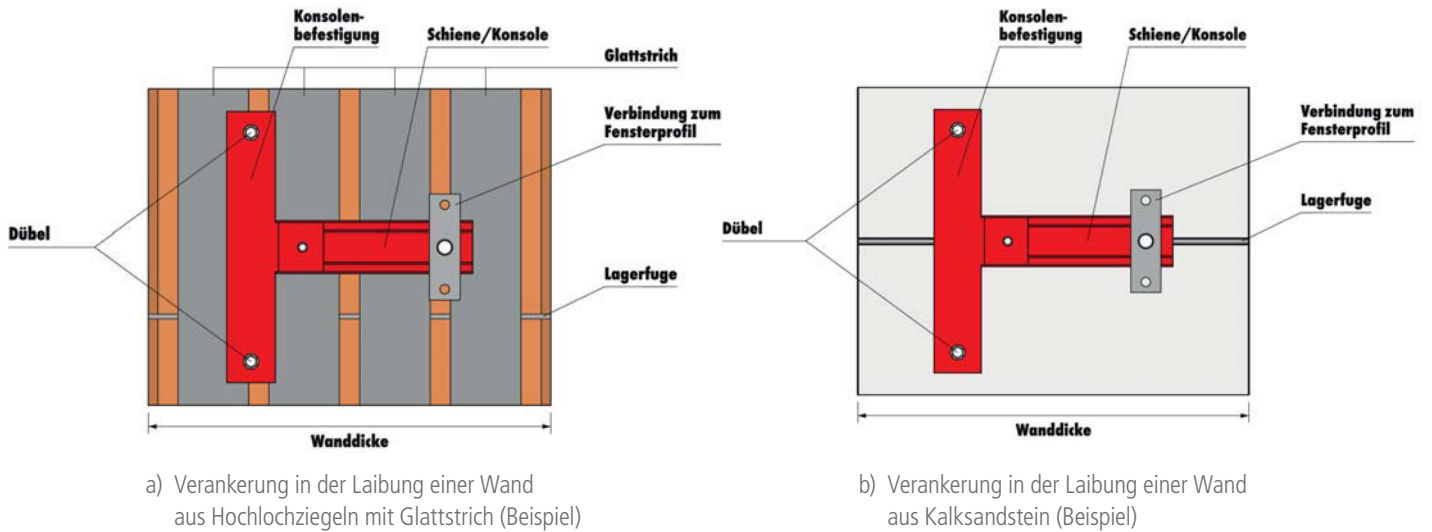 Konsolen-
befestigung
Schiene/Konsole
Glattstrich
Verbindung zum
Fensterprofil
Dübel
Lagerfuge
Wanddicke
a) Verankerung in der Laibung einer Wand
aus Hochlochziegeln mit Glattstrich (Beispiel)
Konsolen-
befestigung
Schiene/Konsole
Verbindung zum
Fensterprofil
Lagerfuge
Dübel
Wanddicke
b) Verankerung in der Laibung einer Wand
aus Kalksandstein (Beispiel)